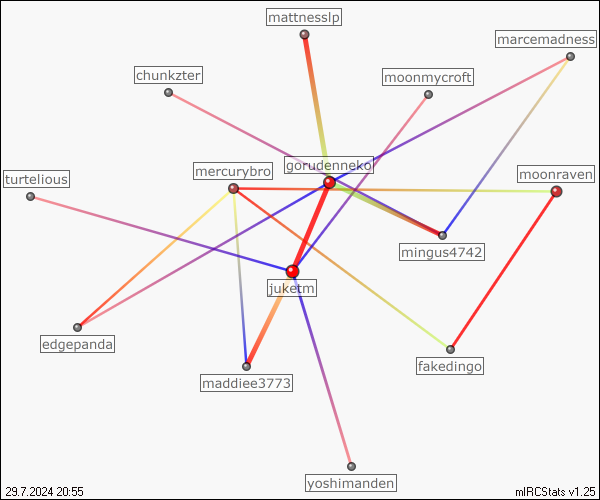 mattnesslp
marcemadness
chunkzter
moonmycroft
gorudenneko
mercurybro
moonraven
turtelious
mingus4742
juketm
edgepanda
fakedingo
maddiee3773
yoshimanden
29.7.2024 20:55
mIRCStats v1.25